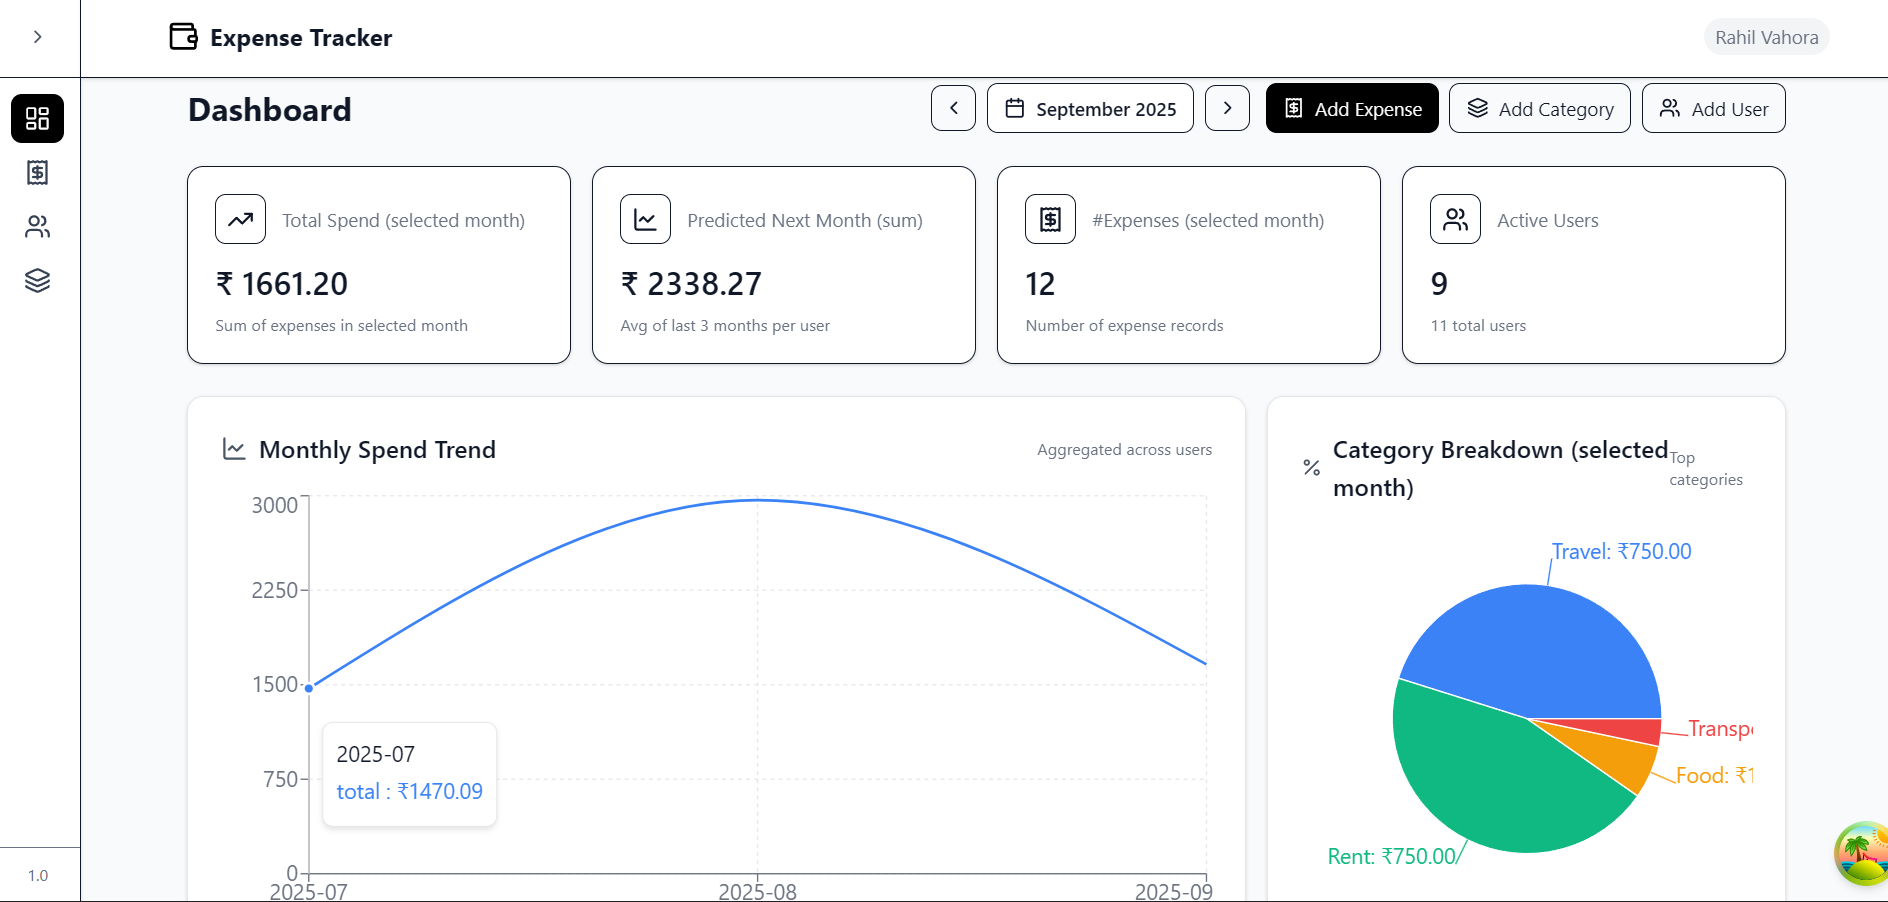 Expense Tracker
Rahil Vahora
Dashboard
September 2025
Add Expense
Add Category
Add User
Total Spend (selected month)
₹ 1661.20
Sum of expenses in selected month
Predicted Next Month (sum)
₹ 2338.27
Avg of last 3 months per user
#Expenses (selected month)
12
Number of expense records
Active Users
9
11 total users
Monthly Spend Trend
Aggregated across users
3000
2250
1500
750
0
2025-07
total : ₹1470.09
2025-07
2025-08
2025-09
Category Breakdown (selected
month)
Top
categories
Travel: ₹750.00
Food: ₹1
Rent: ₹750.00
1.0